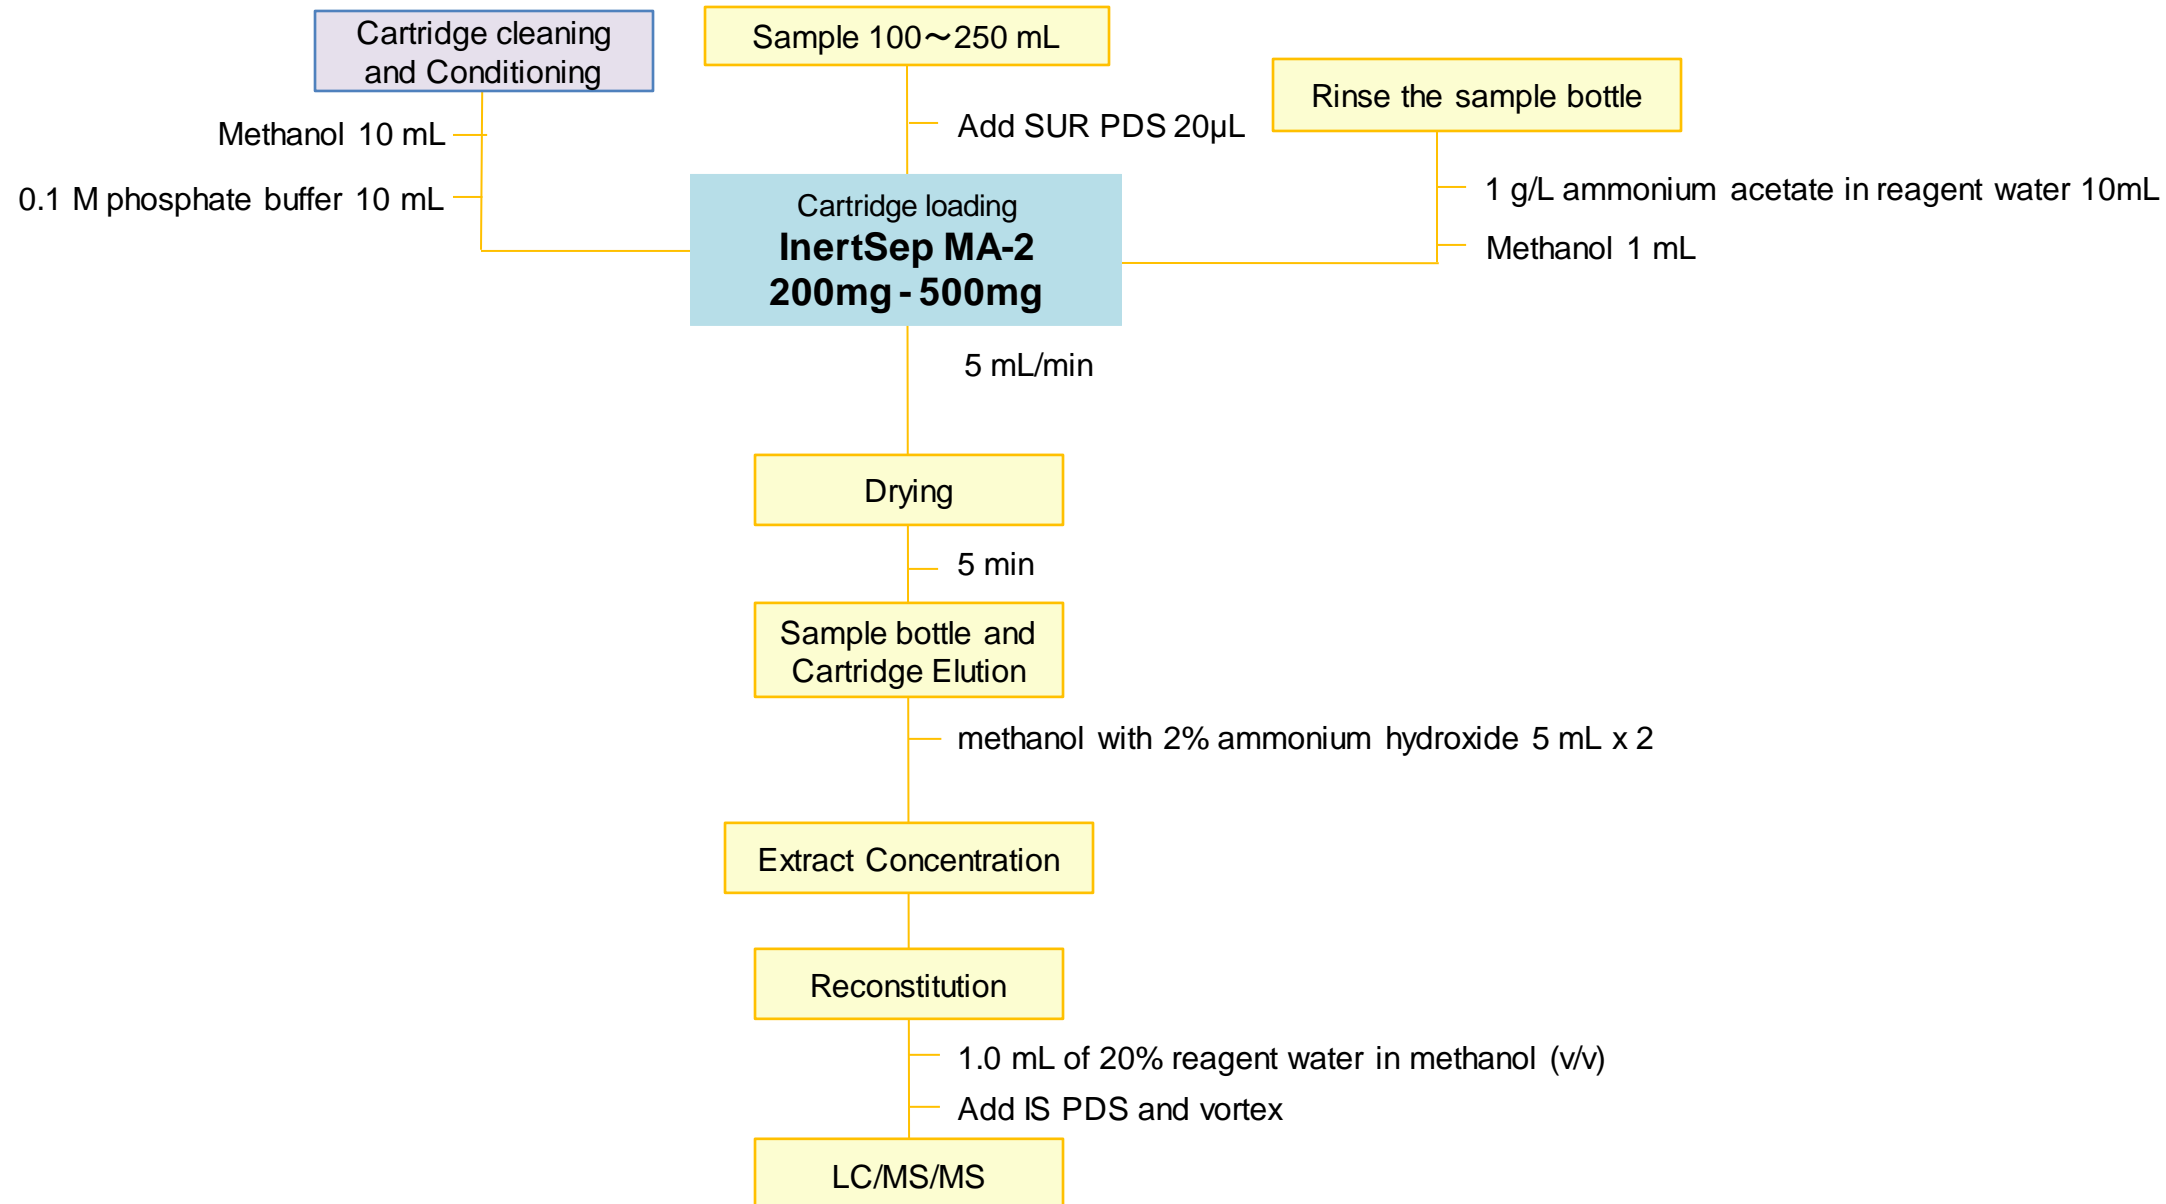 Cartridge cleaning
and Conditioning
Methanol 10 mL
0.1 M phosphate buffer 10 mL
Sample 100～250 mL
Add SUR PDS 20µL
Rinse the sample bottle
1 g/L ammonium acetate in reagent water 10mL
Methanol 1 mL
Cartridge loading
InertSep MA-2
200mg - 500mg
5 mL/min
Drying
5 min
Sample bottle and
Cartridge Elution
methanol with 2% ammonium hydroxide 5 mL x 2
Extract Concentration
Reconstitution
1.0 mL of 20% reagent water in methanol (v/v)
Add IS PDS and vortex
LC/MS/MS